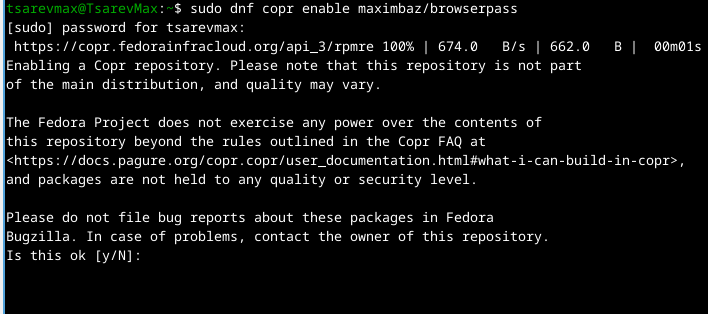 tsarevmax@TsarevMax:~$ sudo dnf copr enable maximbaz/browserpass
[sudo] password for tsarevmax:
 https://copr.fedorainfracloud.org/api_3/rpmre 100% | 674.0   B/s | 662.0   B |  00m01s
Enabling a Copr repository. Please note that this repository is not part
of the main distribution, and quality may vary.

The Fedora Project does not exercise any power over the contents of
this repository beyond the rules outlined in the Copr FAQ at
<https://docs.pagure.org/copr.copr/user_documentation.html#what-i-can-build-in-copr>,
and packages are not held to any quality or security level.

Please do not file bug reports about these packages in Fedora
Bugzilla. In case of problems, contact the owner of this repository.
Is this ok [y/N]: